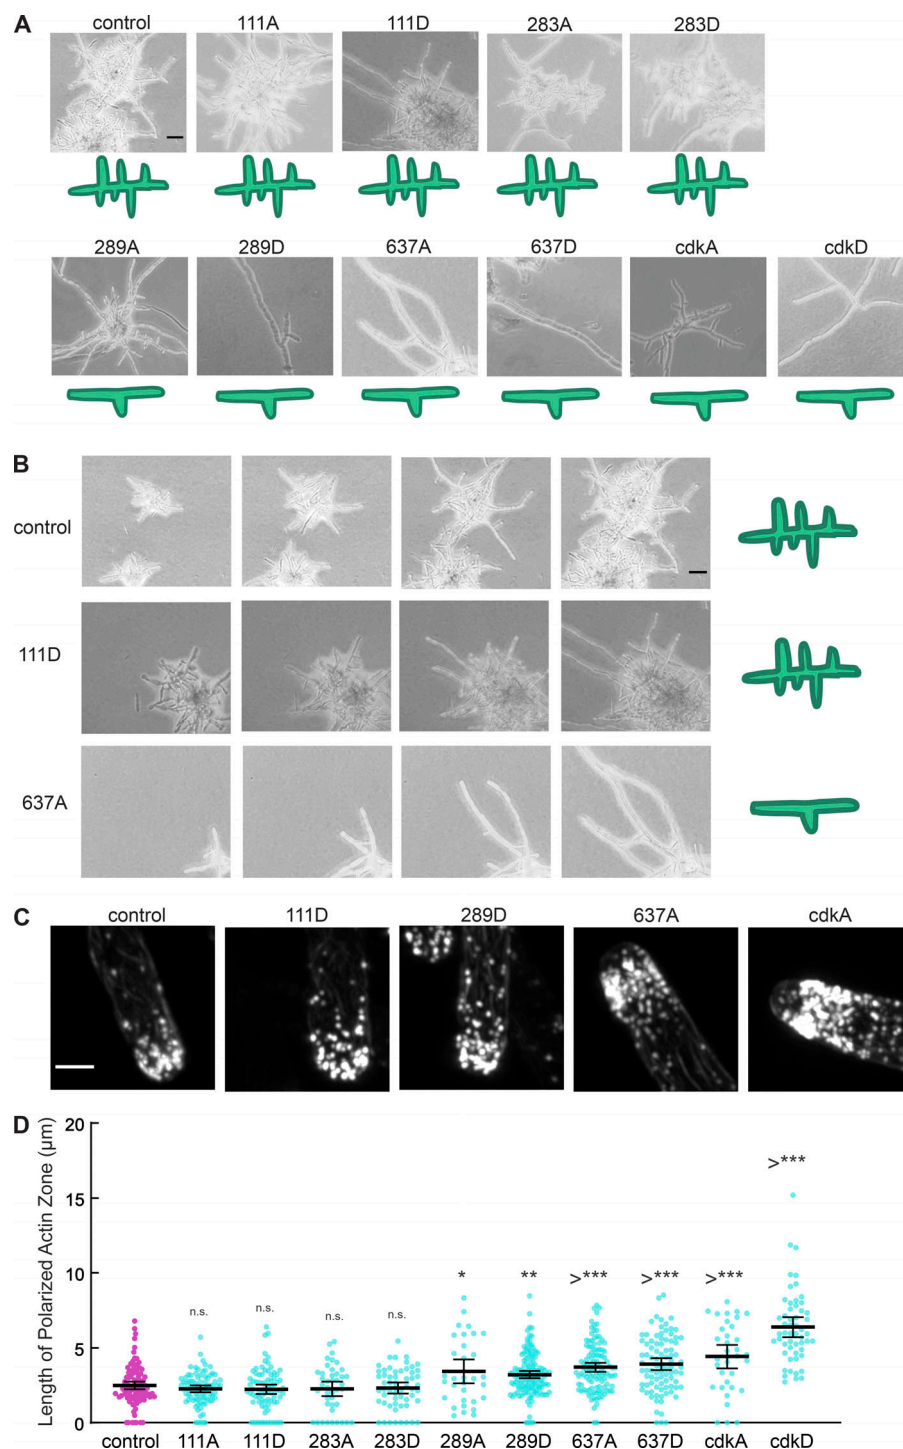 A
control 111A 111D 283A 283D
289A 289D 637A 637D cdkA cdkD
B
control
111D
637A
C
control 111D 289D 637A cdkA
D
Length of Polarized Actin Zone (µm)
20
15
10
5
0
>***
* ** >*** >*** >***
n.s. n.s. n.s. n.s.
control 111A 111D 283A 283D 289A 289D 637A 637D cdkA cdkD